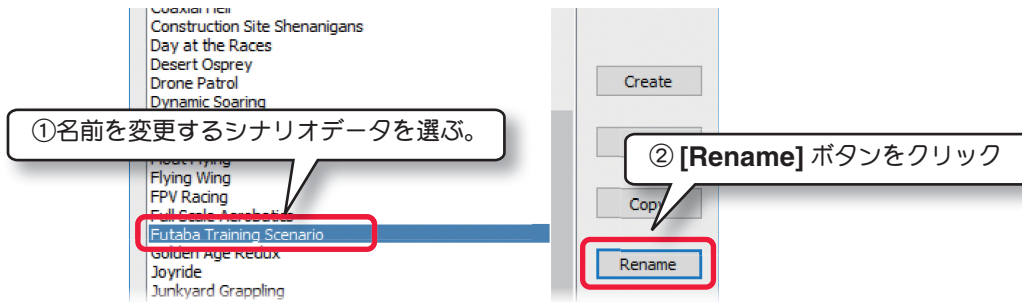 Coaxial Hell
Construction Site Shenanigans
Day at the Races
Desert Osprey
Drone Patrol
Dynamic Soaring
①名前を変更するシナリオデータを選ぶ。
Float Flying
Flying Wing
FPV Racing
Full Scale Aerobatics
Futaba Training Scenario
Golden Age Redux
Joyride
Junkyard Grappling
Create
② [Rename] ボタンをクリック
Copy
Rename